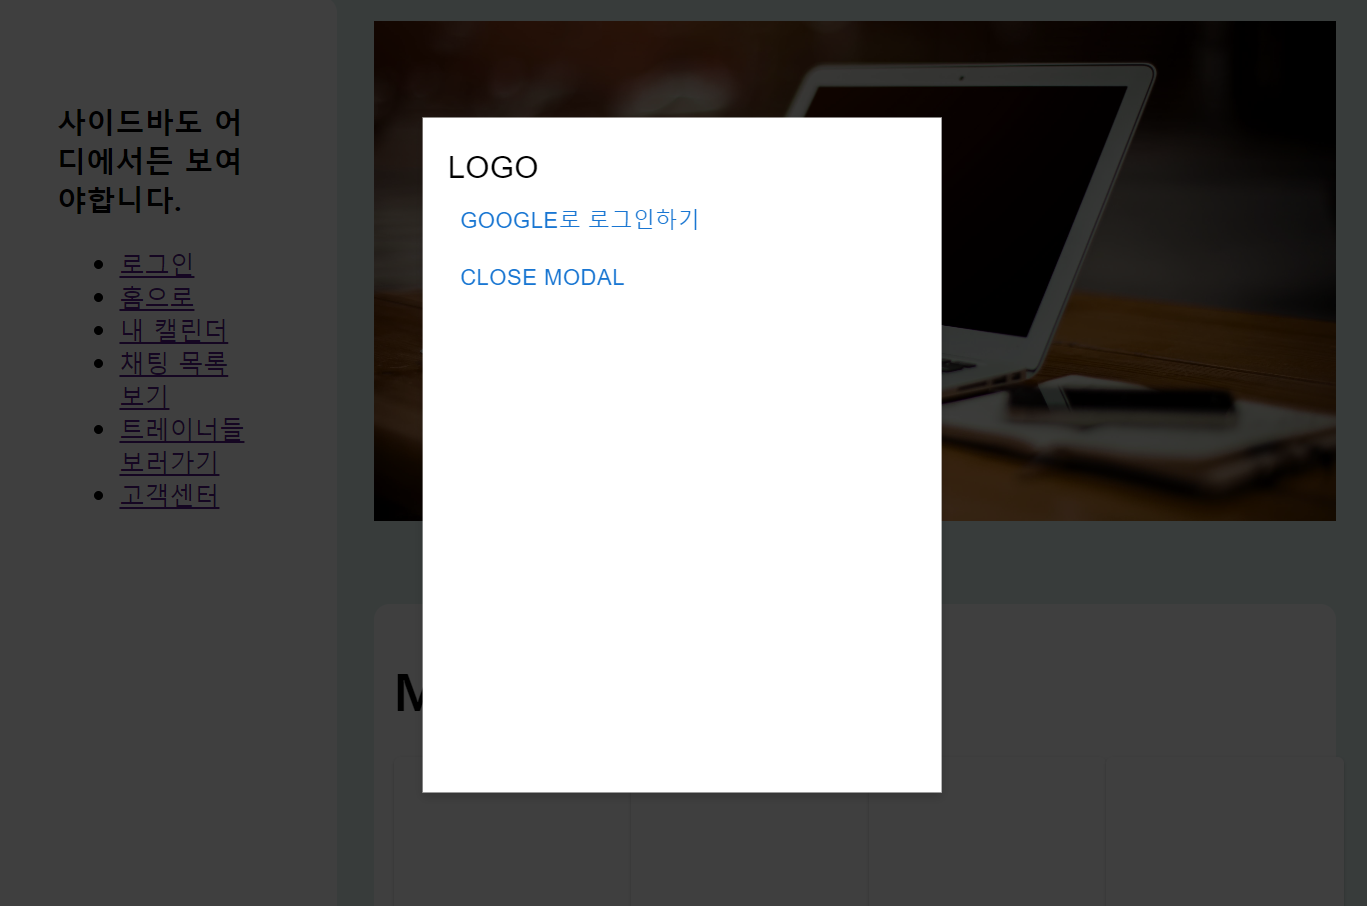 사이드바도 어
디에서든 보여
야합니다.
로그인
홈으로
내 캘린더
채팅 목록
보기
트레이너들
보러가기
고객센터
LOGO
GOOGLE로 로그인하기
CLOSE MODAL